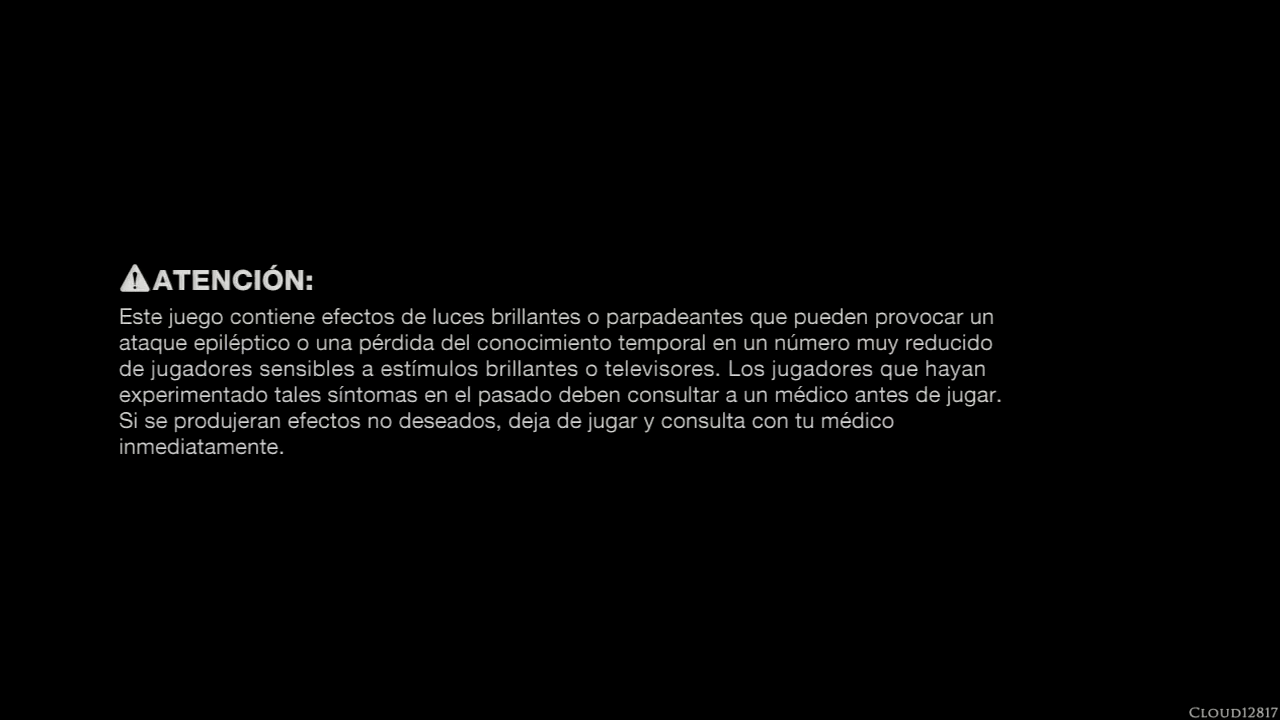 ⚠ATENCIÓN:
Este juego contiene efectos de luces brillantes o parpadeantes que pueden provocar un
ataque epiléptico o una pérdida del conocimiento temporal en un número muy reducido
de jugadores sensibles a estímulos brillantes o televisores. Los jugadores que hayan
experimentado tales síntomas en el pasado deben consultar a un médico antes de jugar.
Si se produjeran efectos no deseados, deja de jugar y consulta con tu médico
inmediatamente.
Cloud12817